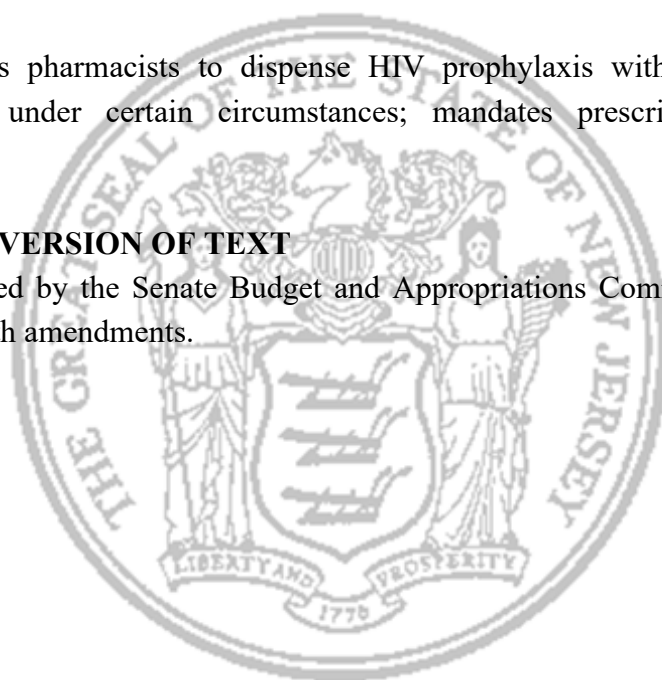 s pharmacists to dispense HIV prophylaxis with
under certain circumstances; mandates prescri
VERSION OF TEXT
ed by the Senate Budget and Appropriations Com
h amendments.
THE GREAT SEAL OF THE STATE OF NEW JERSEY
LIBERTY AND PROSPERITY
1776